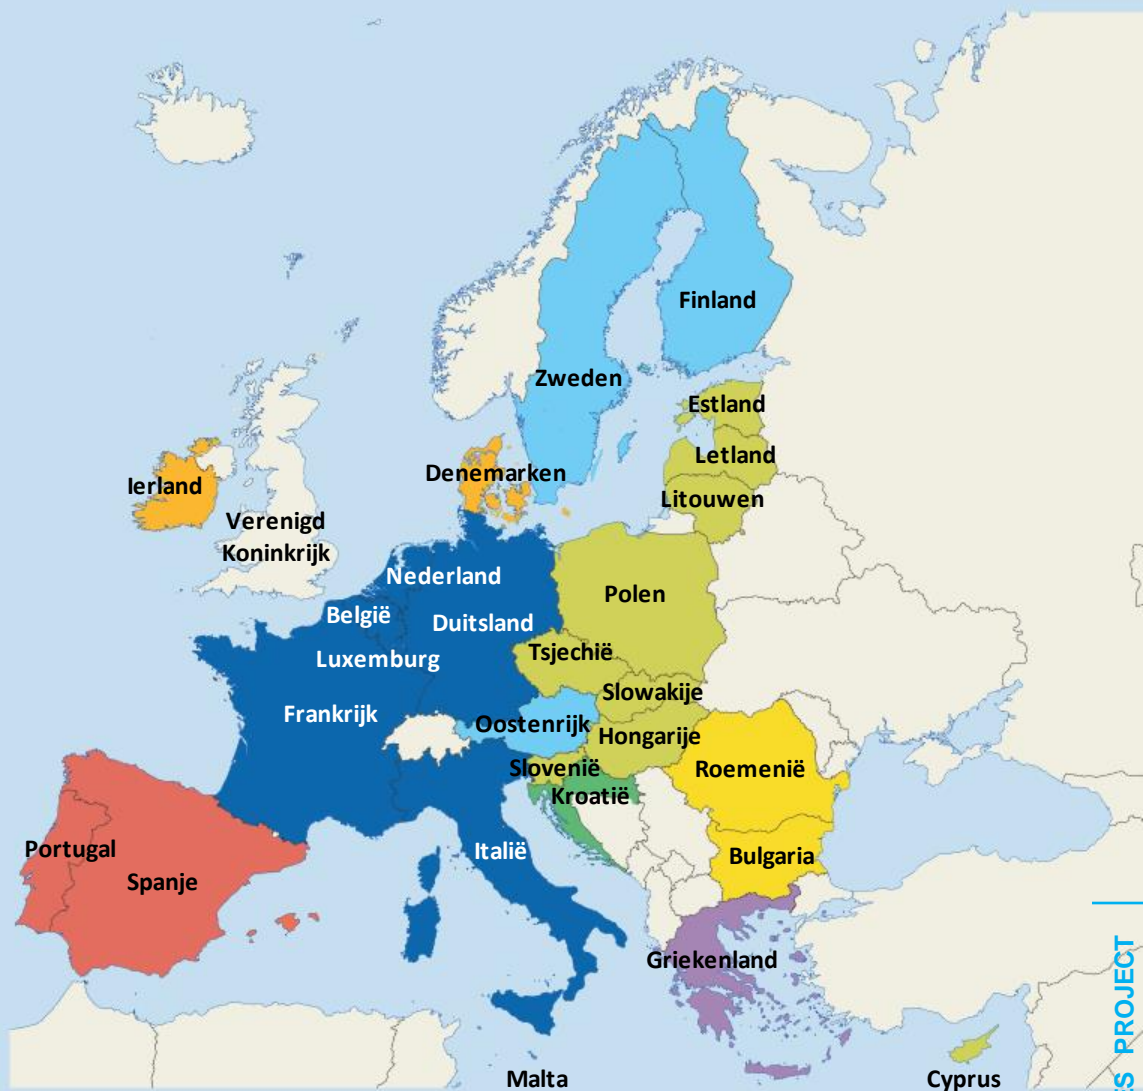 Finland
Zweden
Estland
Letland
Litouwen
Denemarken
Ierland
Verenigd
Koninkrijk
Nederland
België
Duitsland
Luxemburg
Frankrijk
Polen
Tsjechië
Slowakije
Oostenrijk
Hongarije
Slovenië
Kroatië
Roemenië
Bulgaria
Italië
Portugal
Spanje
Griekenland
Malta
Cyprus
PROJECT